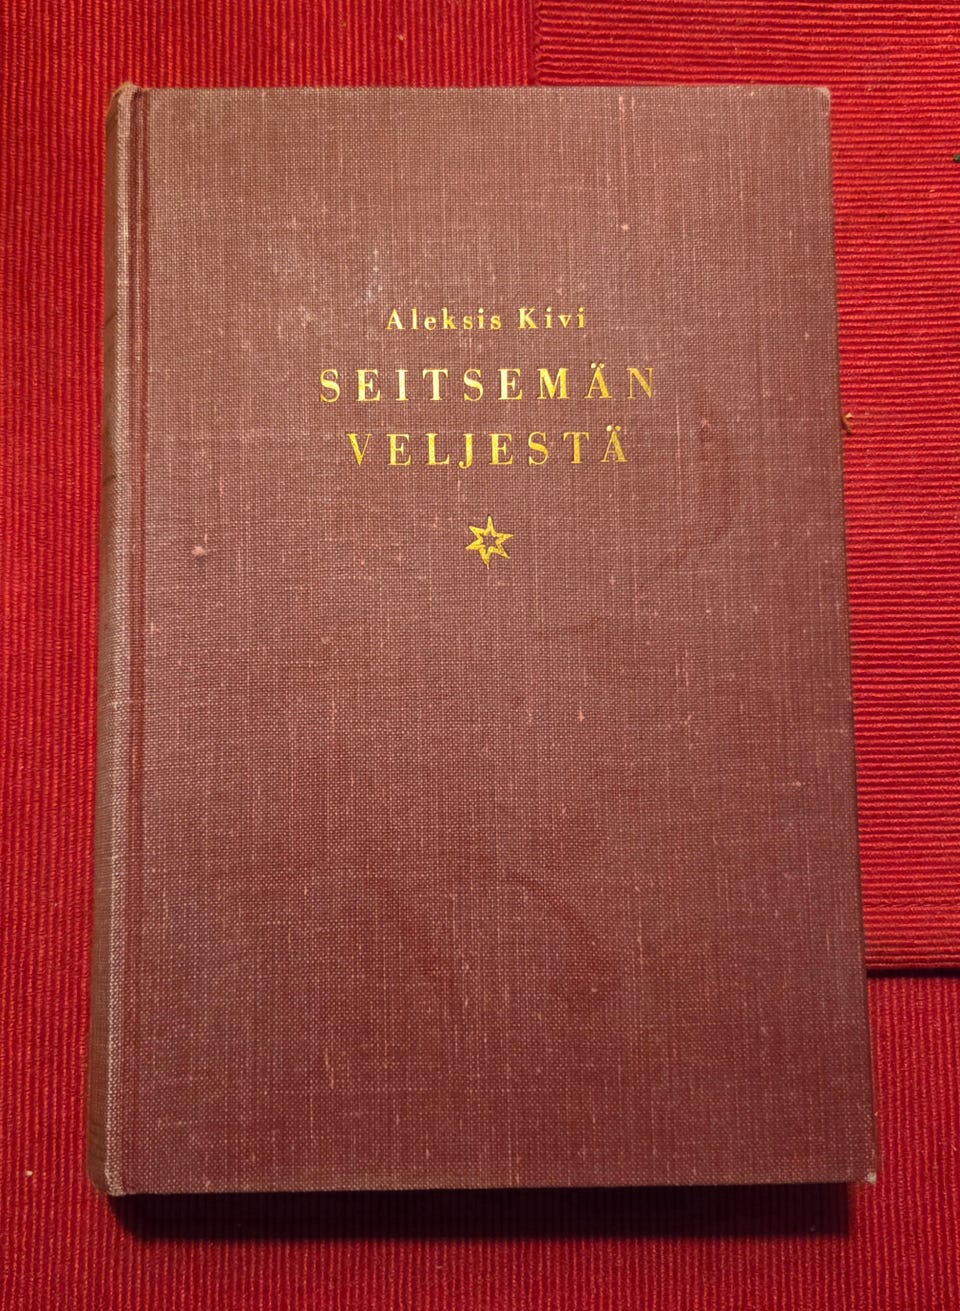 Aleksis Kivi
SEITSEMÄN
VELJESTÄ